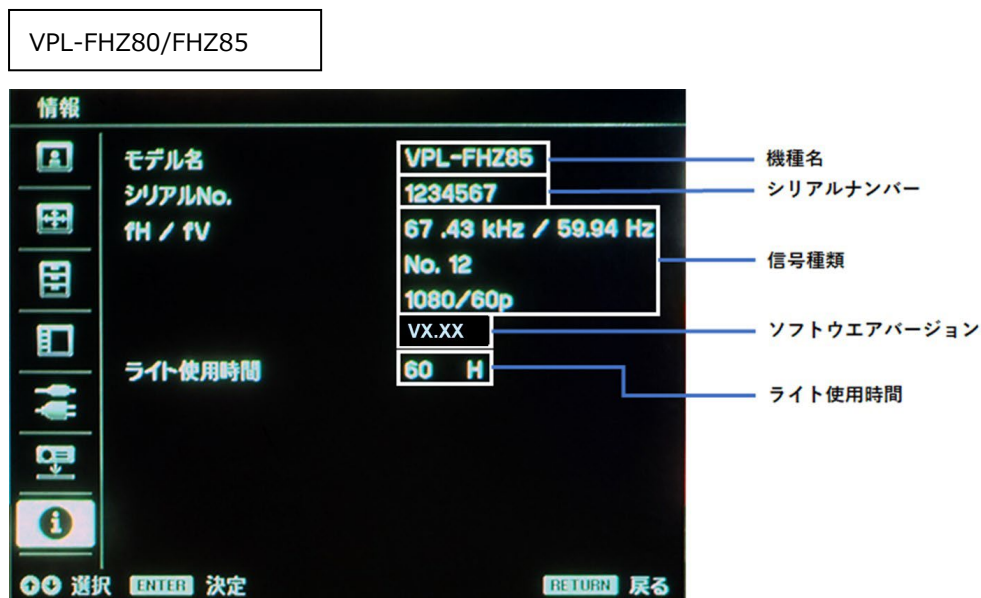 VPL-FHZ80/FHZ85
情報
モデル名 VPL-FHZ85 機種名
シリアルNo. 1234567 シリアルナンバー
fH / fV 67 .43 kHz / 59.94 Hz
No. 12 信号種類
1080/60p
VX.XX ソフトウエアバージョン
ライト使用時間 60 H ライト使用時間
選択 ENTER 決定 RETURN 戻る